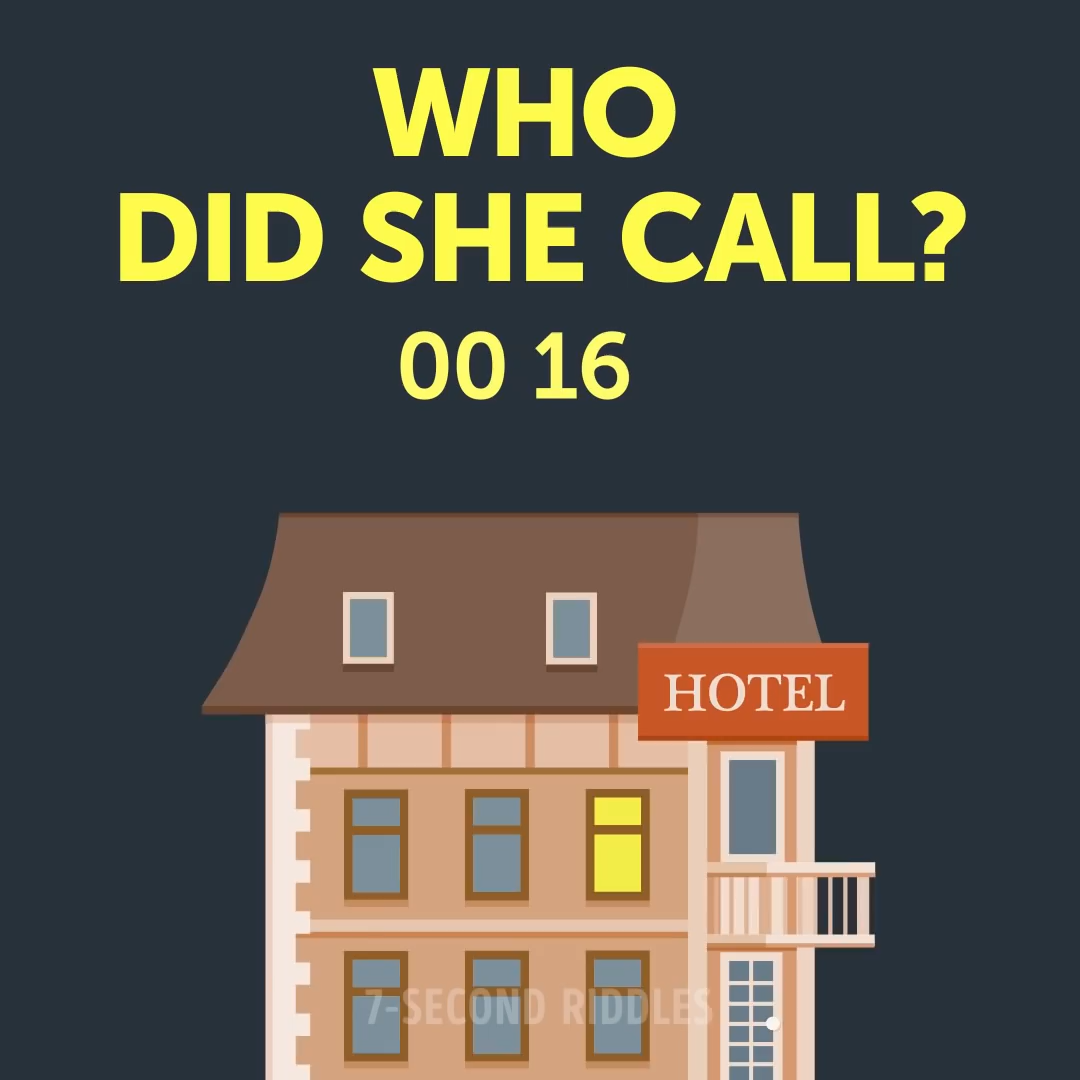 WHO
DID SHE CALL?
00 16
HOTEL
7-SECOND RIDDLES